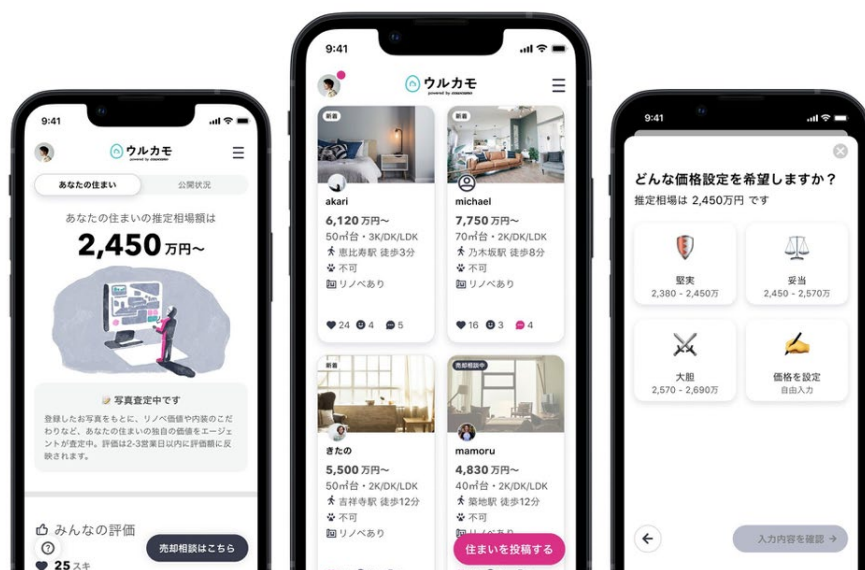 9:41
ウルカモ
あなたの住まい
公開状況
あなたの住まいの推定相場額は
2,450 万円〜
写真査定中です
登録したお写真をもとに、リノベ価値や内装のこだ
わりなど、あなたの住まいの独自の価値をエージェ
ントが査定中。評価は2-3営業日以内に評価額に反
映されます。
みんなの評価
売却相談はこちら
25 スキ
9:41
ウルカモ
新着
akari
6,120 万円〜
50㎡台・3K/DK/LDK
恵比寿駅 徒歩3分
不可
リノベあり
24 4 5
新着
michael
7,750 万円〜
70㎡台・2K/DK/LDK
乃木坂駅 徒歩8分
不可
リノベあり
16 3 4
新着
きたの
5,500 万円〜
50㎡台・2K/DK/LDK
吉祥寺駅 徒歩12分
不可
リノベあり
売却相談中
mamoru
4,830 万円〜
40㎡台・2K/DK/LDK
築地駅 徒歩12分
不可
リノベあり
住まいを投稿する
9:41
どんな価格設定を希望しますか？
推定相場は 2,450万円 です
堅実
2,380 - 2,450万
妥当
2,450 - 2,570万
大胆
2,570 - 2,690万
価格を設定
自由入力
入力内容を確認 →